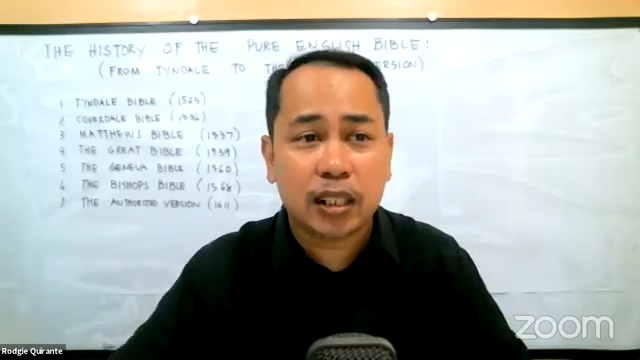 THE HISTORY OF THE PURE ENGLISH BIBLE:
(FROM TYNDALE TO THE VERSION)
1 TYNDALE BIBLE (1525)
2 COVERDALE BIBLE (1536)
3 MATTHEWS BIBLE (1537)
4 THE GREAT BIBLE (1539)
5 THE GENEVA BIBLE (1560)
6 THE BISHOPS BIBLE (1568)
7 THE AUTHORIZED VERSION (1611)
zoom
Rodgie Quirante